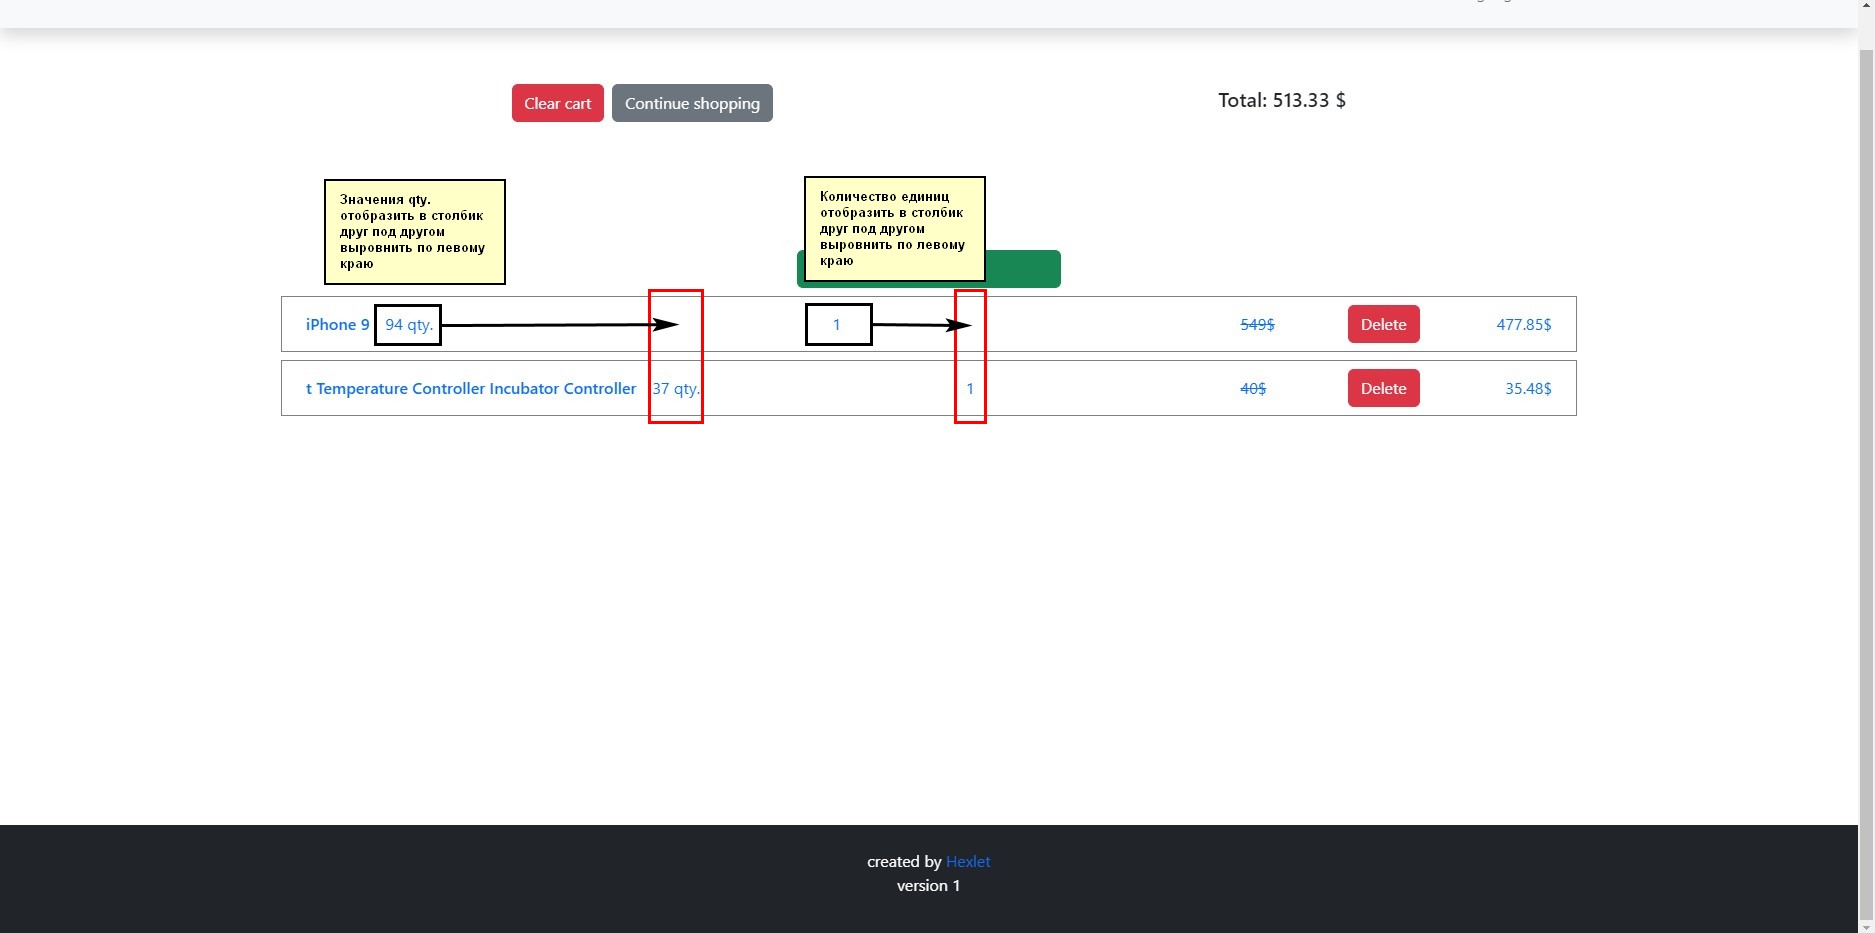 Clear cart Continue shopping Total: 513.33 $
Значения qty.
отобразить в столбик
друг под другом
выровнить по левому
краю
Количество единиц
отобразить в столбик
друг под другом
выровнить по левому
краю
iPhone 9 94 qty. 1 549$ Delete 477.85$
t Temperature Controller Incubator Controller 37 qty. 1 40$ Delete 35.48$
created by Hexlet
version 1